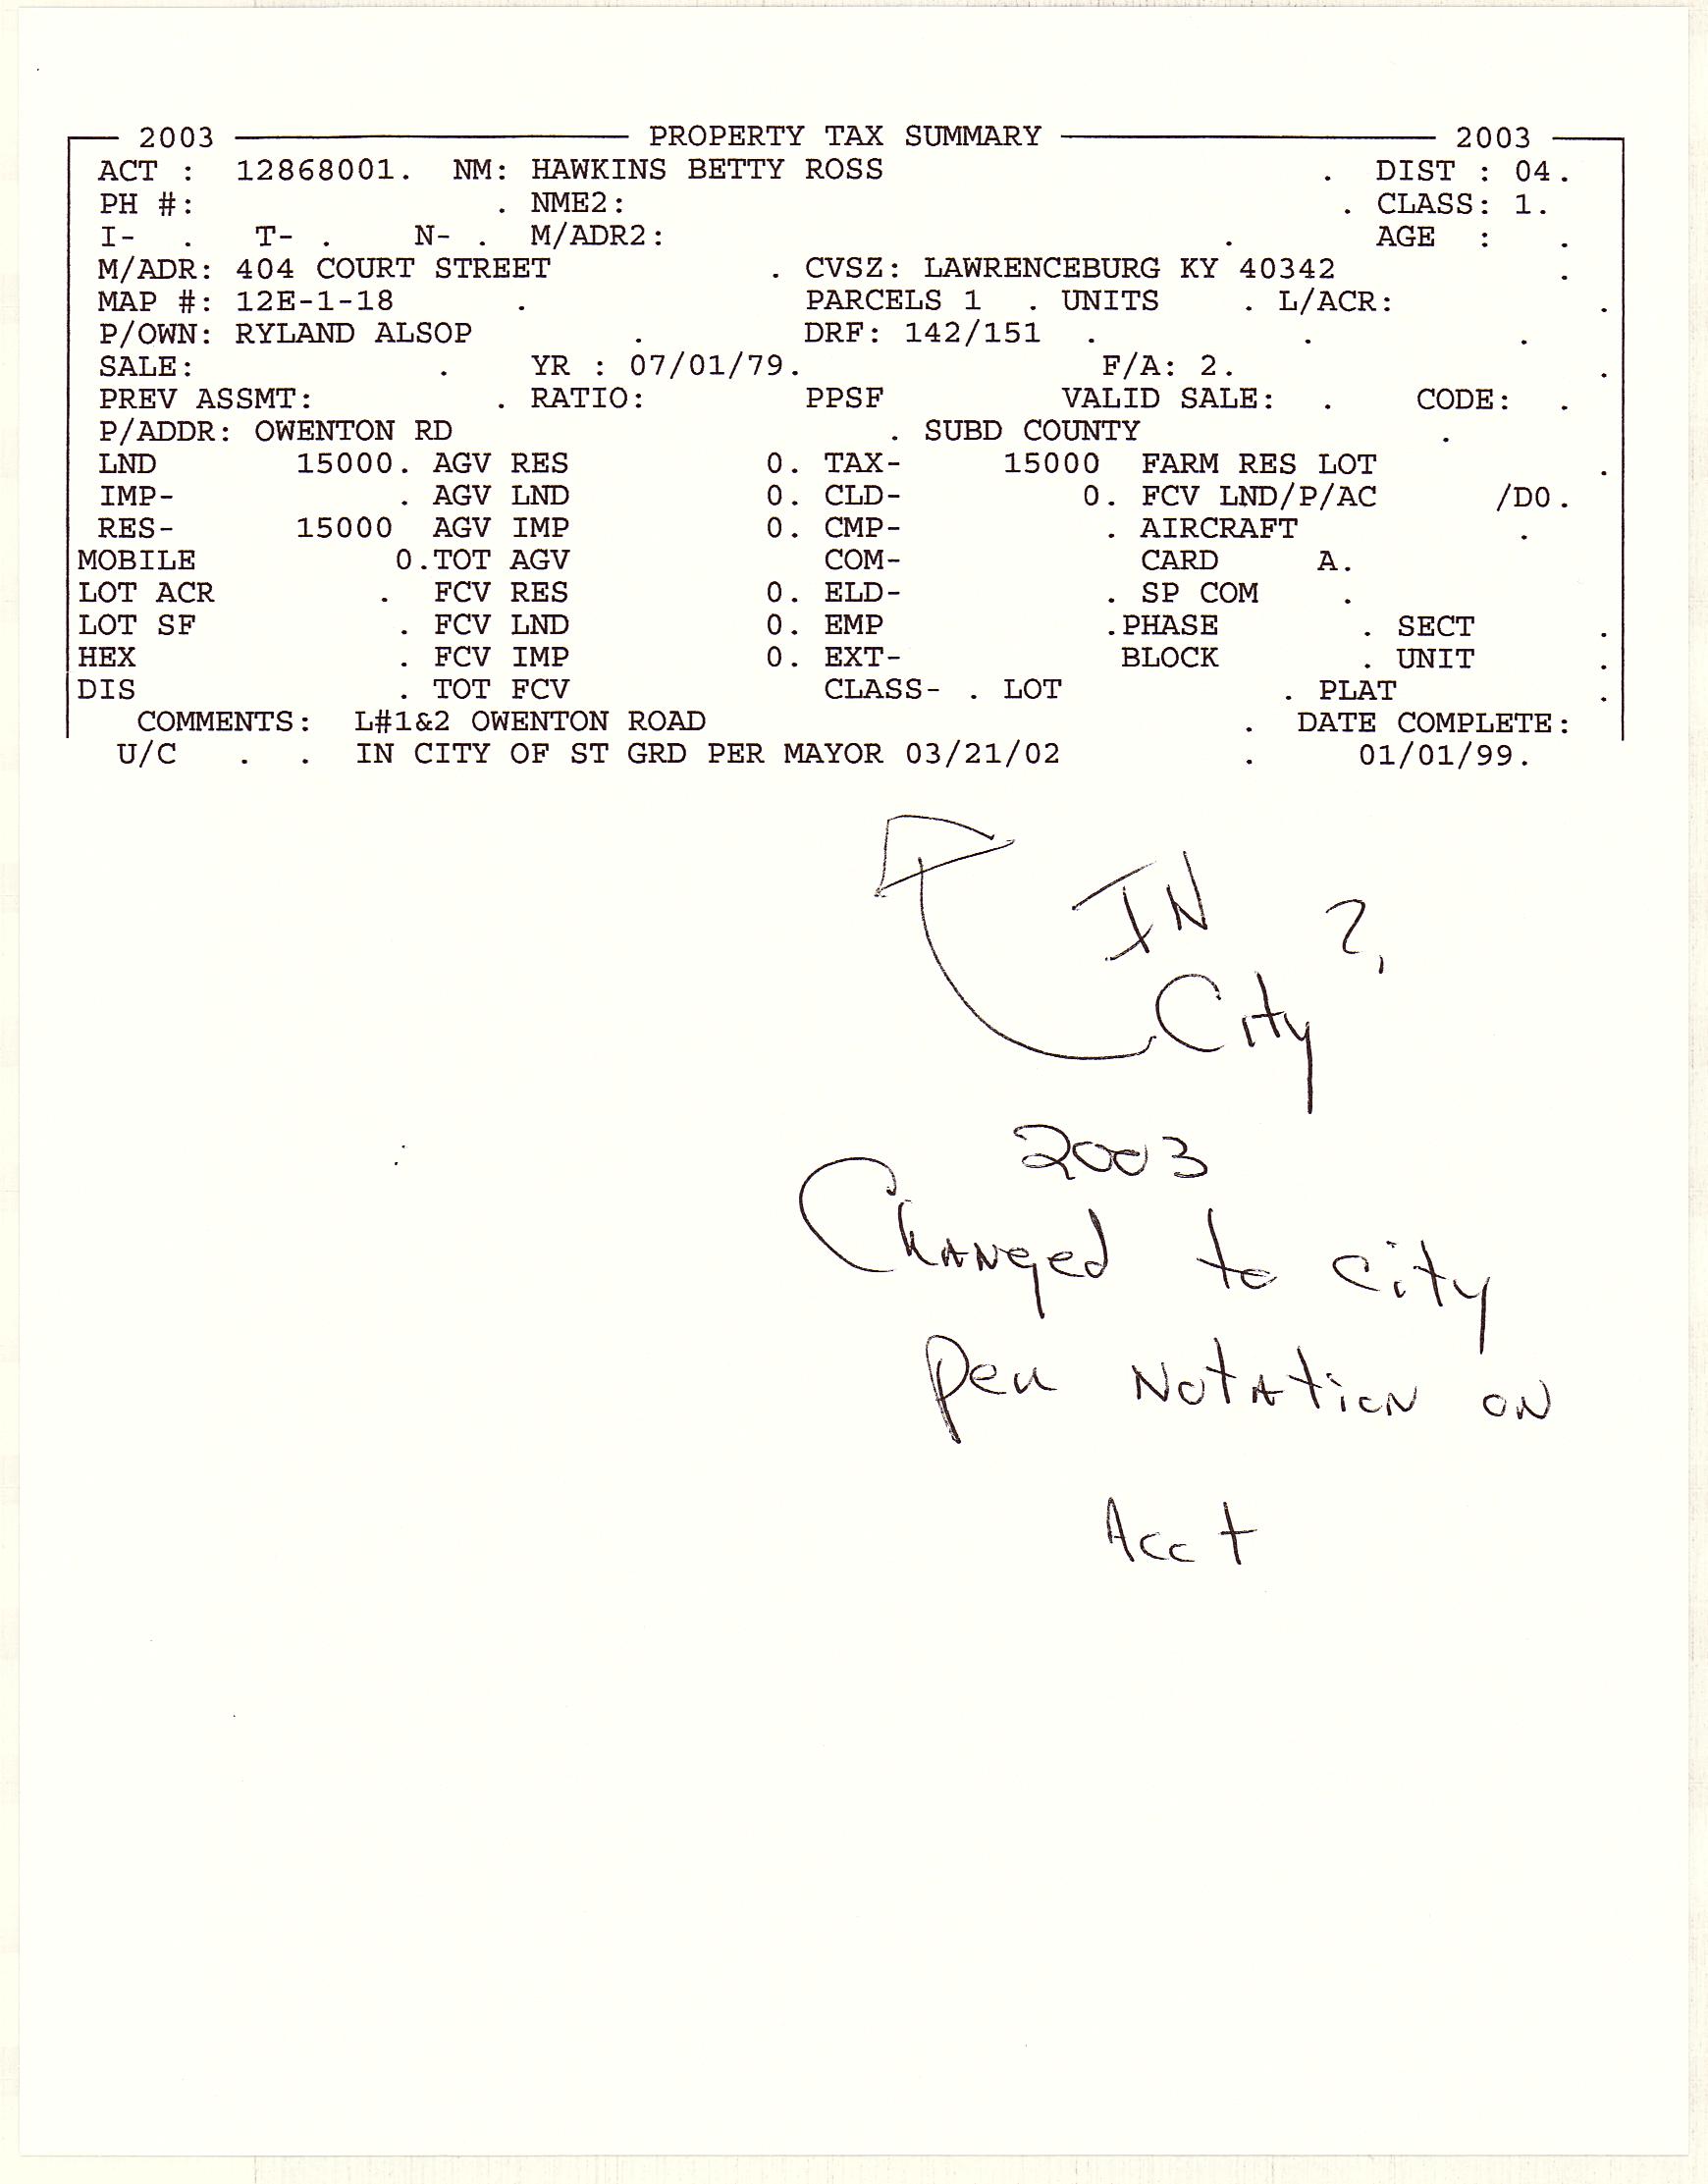 2003 PROPERTY TAX SUMMARY 2003
ACT : 12868001. NM: HAWKINS BETTY ROSS . DIST : 04.
PH #: . NME2: . CLASS: 1.
I- . T- . N- . M/ADR2: . AGE : .
M/ADR: 404 COURT STREET . CVSZ: LAWRENCEBURG KY 40342 .
MAP #: 12E-1-18 . PARCELS 1 . UNITS . L/ACR: .
P/OWN: RYLAND ALSOP . DRF: 142/151 . . .
SALE: . YR : 07/01/79. F/A: 2. .
PREV ASSMT: . RATIO: PPSF VALID SALE: . CODE: .
P/ADDR: OWENTON RD . SUBD COUNTY .
LND 15000. AGV RES 0. TAX- 15000 FARM RES LOT .
IMP- . AGV LND 0. CLD- 0. FCV LND/P/AC /D0.
RES- 15000 AGV IMP 0. CMP- . AIRCRAFT .
MOBILE 0.TOT AGV COM- CARD A.
LOT ACR . FCV RES 0. ELD- . SP COM .
LOT SF . FCV LND 0. EMP .PHASE . SECT .
HEX . FCV IMP 0. EXT- BLOCK . UNIT .
DIS . TOT FCV CLASS- . LOT . PLAT .
COMMENTS: L#1&2 OWENTON ROAD . DATE COMPLETE:
U/C . . IN CITY OF ST GRD PER MAYOR 03/21/02 . 01/01/99.
IN ?
City
2003
Changed to city
per Notation on
Acct